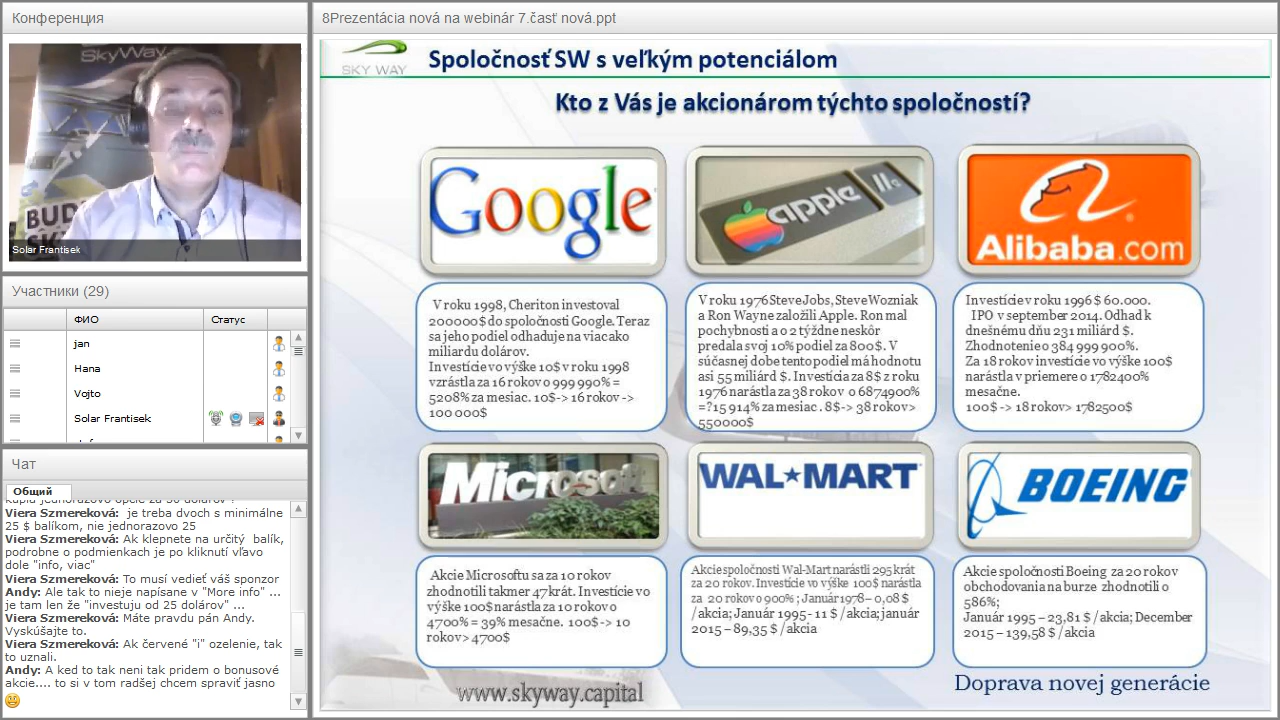 Конференция
SkyWay
BUD
SK
Solar Frantisek
Участники (29)
ФИО
Статус
jan
Hana
Vojto
Solar Frantisek
Чат
Общий
Viera Szmereková: je treba dvoch s minimálne
25 $ balíkom, nie jednorazovo 25
Viera Szmereková: Ak klepnete na určitý balík,
podrobne o podmienkach je po kliknutí vľavo
dole "info, viac"
Viera Szmereková: To musí vedieť váš sponzor
Andy: Ale tak to nieje napísane v "More info" ...
je tam len že "investuju od 25 dolárov" ...
Viera Szmereková: Máte pravdu pán Andy.
Vyskúšajte to.
Viera Szmereková: Ak červené "i" ozelenie, tak
to uznali.
Andy: A ked to tak neni tak pridem o bonusové
akcie.... to si v tom radšej chcem spraviť jasno
8Prezentácia nová na webinár 7.časť nová.ppt
SKY WAY
Spoločnosť SW s veľkým potenciálom
Kto z Vás je akcionárom týchto spoločností?
Google
apple
Alibaba.com
V roku 1998, Cheriton investoval
200000$ do spoločnosti Google. Teraz
sa jeho podiel odhaduje na viac ako
miliardu dolárov.
Investície vo výške 10$ v roku 1998
vzrástla za 16 rokov o 999 990% =
5208% za mesiac. 10$-> 16 rokov ->
100 000$
V roku 1976 Steve Jobs, Steve Wozniak
a Ron Wayne založili Apple. Ron mal
pochybnosti a o 2 týždne neskôr
predala svoj 10% podiel za 800$. V
súčasnej dobe tento podiel má hodnotu
asi 55 miliárd $. Investícia za 8$ z roku
1976 narástla za 38 rokov o 6874900%
=?15 914% za mesiac . 8$-> 38 rokov>
550000$
Investície v roku 1996 $ 60.000.
IPO v september 2014. Odhad k
dnešnému dňu 231 miliárd $.
Zhodnotenie o 384 999 900%.
Za 18 rokov investície vo výške 100$
narástla v priemere o 1782400%
mesačne.
100$ -> 18 rokov> 1782500$
Microsoft
WAL★MART
BOEING
Akcie Microsoftu sa za 10 rokov
zhodnotili takmer 47krát. Investície vo
výške 100$ narástla za 10 rokov o
4700% = 39% mesačne. 100$ -> 10
rokov> 4700$
Akcie spoločnosti Wal-Mart narástli 295 krát
za 20 rokov. Investície vo výške 100$ narástla
za 20 rokov o 900% ; Január 1978 – 0,08 $
/akcia; Január 1995 - 11 $ /akcia; január
2015 – 89,35 $ /akcia
Akcie spoločnosti Boeing za 20 rokov
obchodovania na burze zhodnotili o
586%;
Január 1995 – 23,81 $ /akcia; December
2015 – 139,58 $ /akcia
www.skyway.capital
Doprava novej generácie